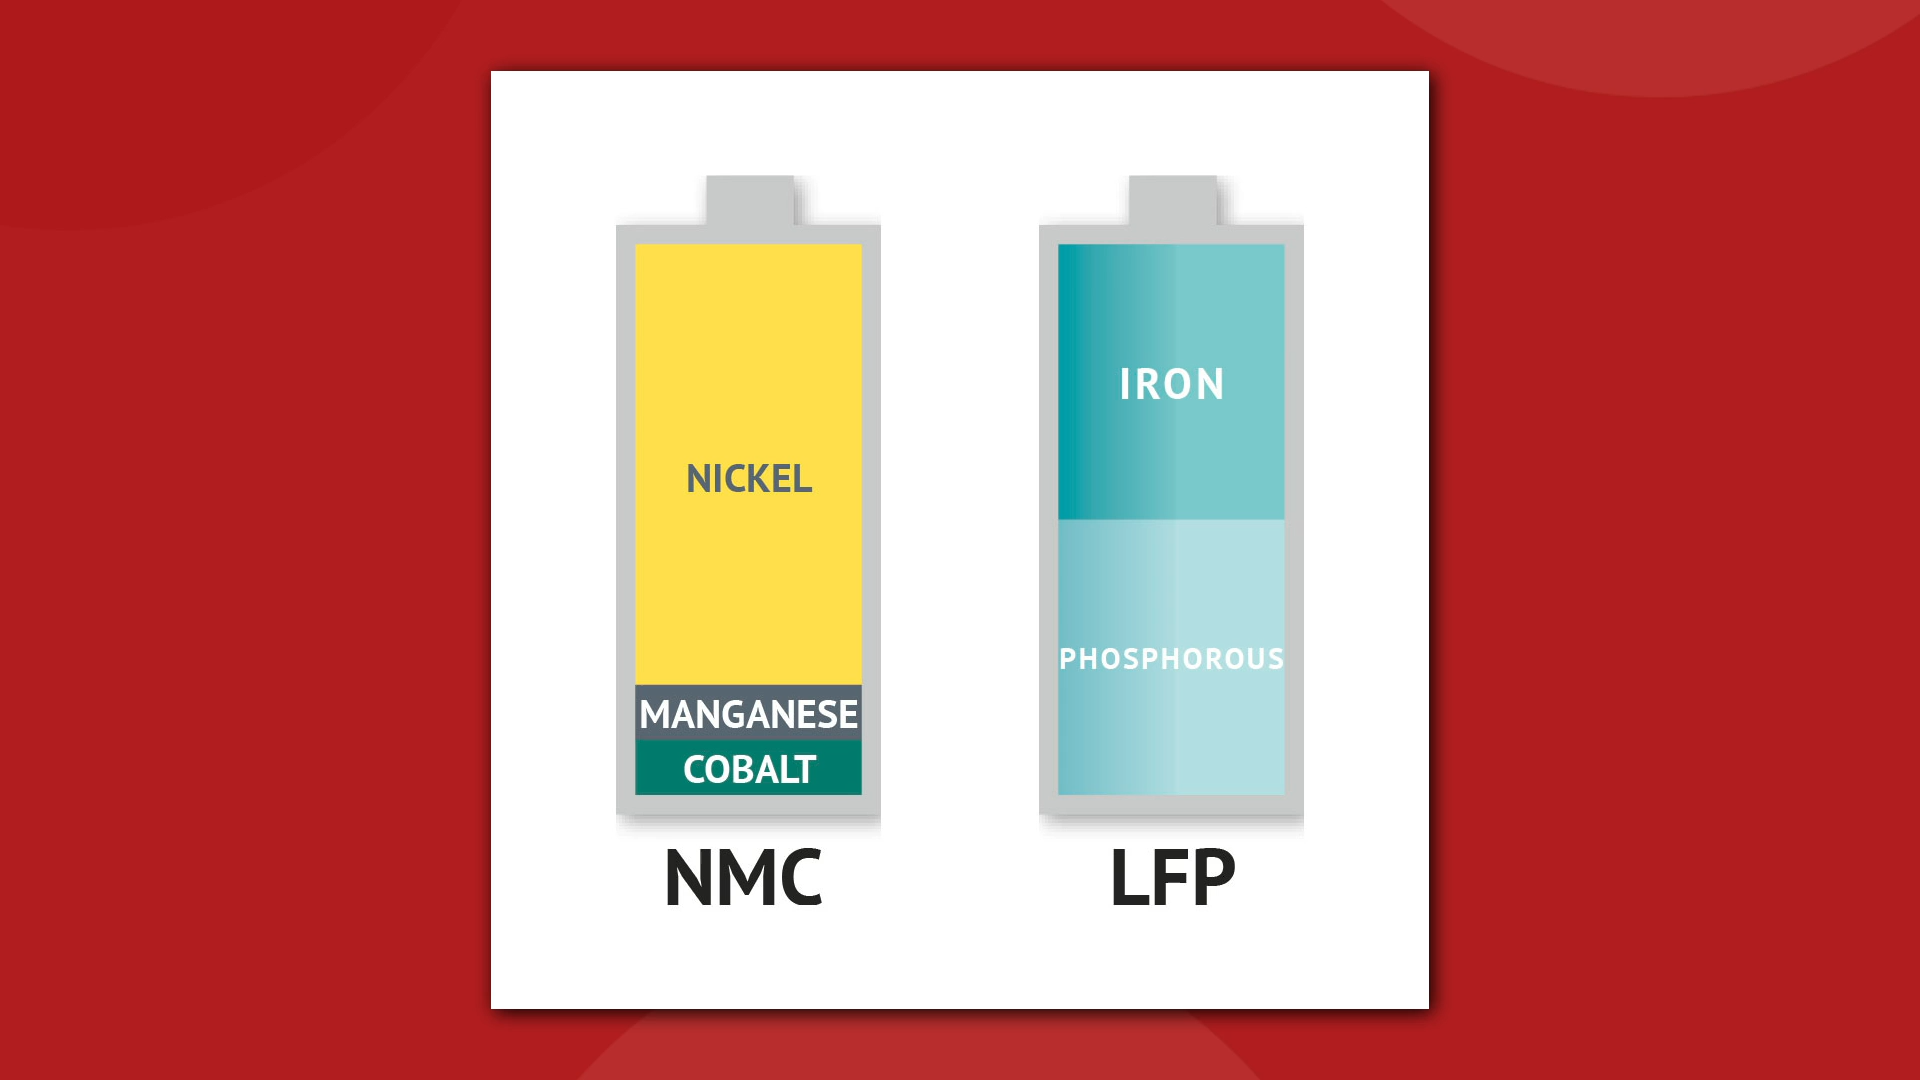 NICKEL
MANGANESE
COBALT
NMC
IRON
PHOSPHOROUS
LFP